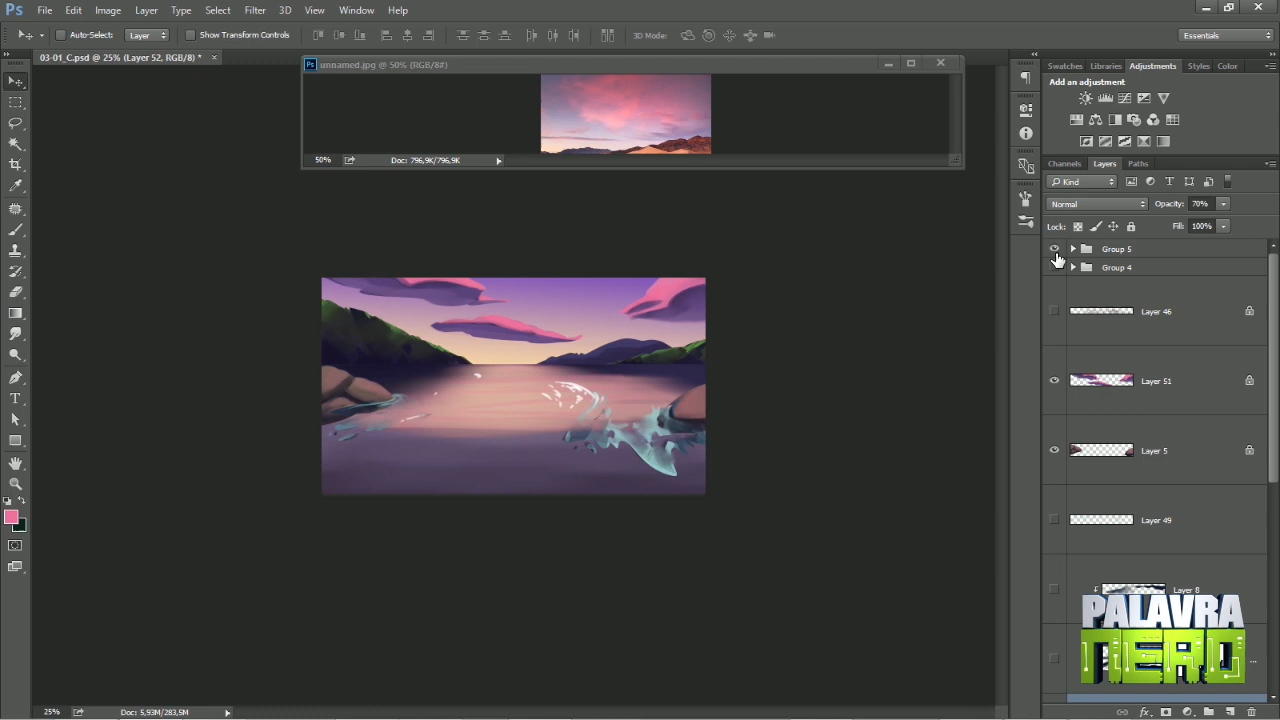 Ps File Edit Image Layer Type Select Filter 3D View Window Help
Auto-Select: Layer Show Transform Controls 3D Mode: Essentials
03-01_C.psd @ 25% (Layer 52, RGB/8) * ×
Ps unnamed.jpg @ 50% (RGB/8#)
50% Doc: 796,9K/796,9K
Swatches Libraries Adjustments Styles Color
Add an adjustment
Channels Layers Paths
Kind
Normal Opacity: 70%
Lock: Fill: 100%
Group 5
Group 4
Layer 46
Layer 51
Layer 5
Layer 49
Layer 8
PALAVRA
NERD
...
25% Doc: 5,93M/283,5M
fx